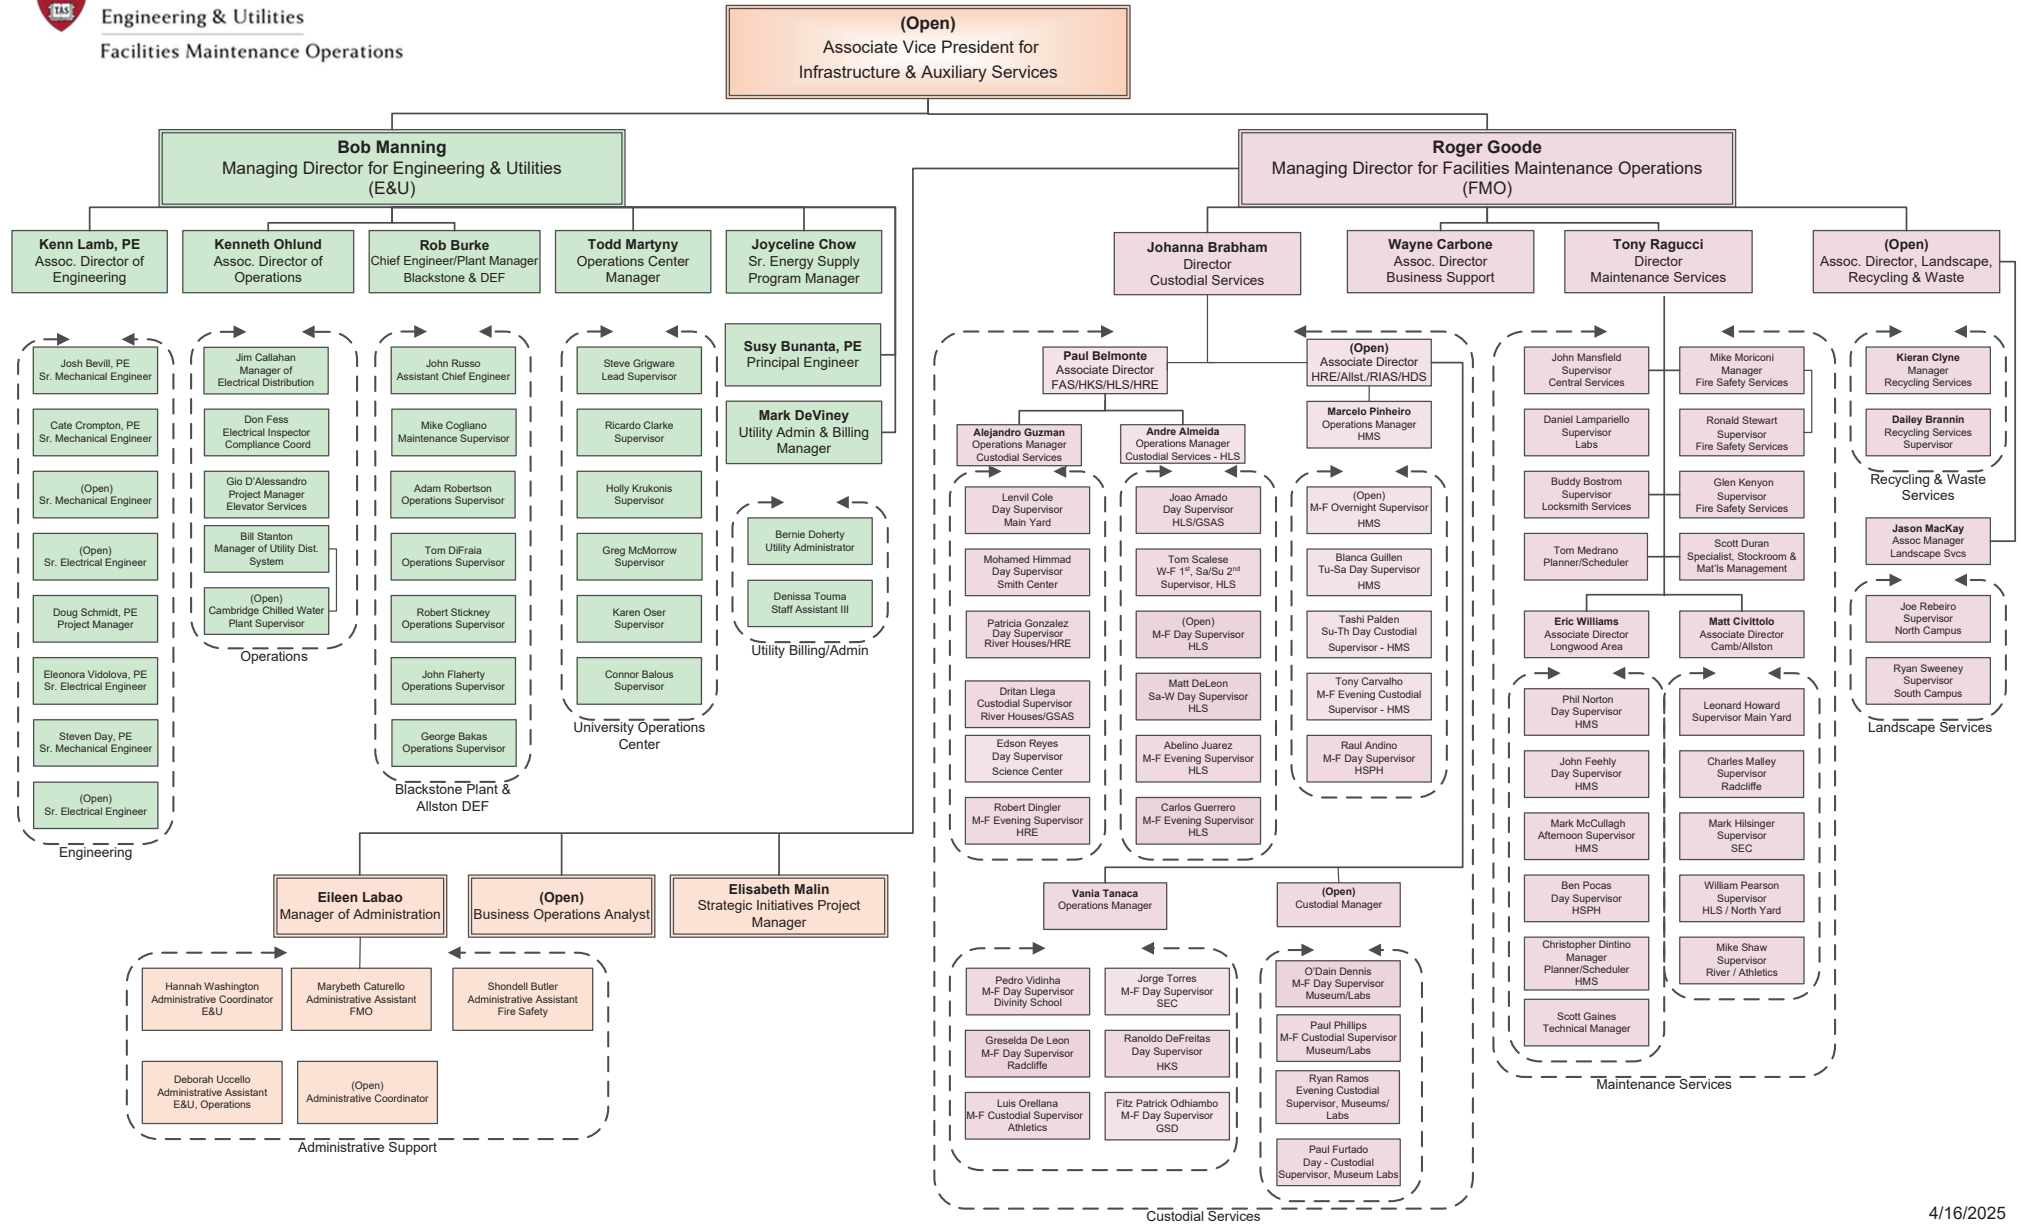 TAS
Engineering & Utilities
Facilities Maintenance Operations
(Open)
Associate Vice President for
Infrastructure & Auxiliary Services
Bob Manning
Managing Director for Engineering & Utilities
(E&U)
Roger Goode
Managing Director for Facilities Maintenance Operations
(FMO)
Kenn Lamb, PE
Assoc. Director of
Engineering
Kenneth Ohlund
Assoc. Director of
Operations
Rob Burke
Chief Engineer/Plant Manager
Blackstone & DEF
Todd Martyny
Operations Center
Manager
Joyceline Chow
Sr. Energy Supply
Program Manager
Susy Bunanta, PE
Principal Engineer
Mark DeViney
Utility Admin & Billing
Manager
Josh Bevill, PE
Sr. Mechanical Engineer
Cate Crompton, PE
Sr. Mechanical Engineer
(Open)
Sr. Mechanical Engineer
(Open)
Sr. Electrical Engineer
Doug Schmidt, PE
Project Manager
Eleonora Vidolova, PE
Sr. Electrical Engineer
Steven Day, PE
Sr. Mechanical Engineer
(Open)
Sr. Electrical Engineer
Engineering
Jim Callahan
Manager of
Electrical Distribution
Don Fess
Electrical Inspector
Compliance Coord
Gio D'Alessandro
Project Manager
Elevator Services
Bill Stanton
Manager of Utility Dist.
System
(Open)
Cambridge Chilled Water
Plant Supervisor
Operations
John Russo
Assistant Chief Engineer
Mike Cogliano
Maintenance Supervisor
Adam Robertson
Operations Supervisor
Tom DiFraia
Operations Supervisor
Robert Stickney
Operations Supervisor
John Flaherty
Operations Supervisor
George Bakas
Operations Supervisor
Blackstone Plant &
Allston DEF
Steve Grigware
Lead Supervisor
Ricardo Clarke
Supervisor
Holly Krukonis
Supervisor
Greg McMorrow
Supervisor
Karen Oser
Supervisor
Connor Balous
Supervisor
University Operations
Center
Bernie Doherty
Utility Administrator
Denissa Touma
Staff Assistant III
Utility Billing/Admin
Eileen Labao
Manager of Administration
(Open)
Business Operations Analyst
Elisabeth Malin
Strategic Initiatives Project
Manager
Hannah Washington
Administrative Coordinator
E&U
Marybeth Caturello
Administrative Assistant
FMO
Shondell Butler
Administrative Assistant
Fire Safety
Deborah Uccello
Administrative Assistant
E&U, Operations
(Open)
Administrative Coordinator
Administrative Support
Johanna Brabham
Director
Custodial Services
Wayne Carbone
Assoc. Director
Business Support
Tony Ragucci
Director
Maintenance Services
(Open)
Assoc. Director, Landscape,
Recycling & Waste
Paul Belmonte
Associate Director
FAS/HKS/HLS/HRE
(Open)
Associate Director
HRE/Allst./RIAS/HDS
Marcelo Pinheiro
Operations Manager
HMS
Alejandro Guzman
Operations Manager
Custodial Services
Andre Almeida
Operations Manager
Custodial Services - HLS
Lenvil Cole
Day Supervisor
Main Yard
Mohamed Himmad
Day Supervisor
Smith Center
Patricia Gonzalez
Day Supervisor
River Houses/HRE
Dritan Llega
Custodial Supervisor
River Houses/GSAS
Edson Reyes
Day Supervisor
Science Center
Robert Dingler
M-F Evening Supervisor
HRE
Joao Amado
Day Supervisor
HLS/GSAS
Tom Scalese
W-F 1st, Sa/Su 2nd
Supervisor, HLS
(Open)
M-F Day Supervisor
HLS
Matt DeLeon
Sa-W Day Supervisor
HLS
Abelino Juarez
M-F Evening Supervisor
HLS
Carlos Guerrero
M-F Evening Supervisor
HLS
(Open)
M-F Overnight Supervisor
HMS
Blanca Guillen
Tu-Sa Day Supervisor
HMS
Tashi Palden
Su-Th Day Custodial
Supervisor - HMS
Tony Carvalho
M-F Evening Custodial
Supervisor - HMS
Raul Andino
M-F Day Supervisor
HSPH
Vania Tanaca
Operations Manager
(Open)
Custodial Manager
Pedro Vidinha
M-F Day Supervisor
Divinity School
Jorge Torres
M-F Day Supervisor
SEC
Greselda De Leon
M-F Day Supervisor
Radcliffe
Ranoldo DeFreitas
Day Supervisor
HKS
Luis Orellana
M-F Custodial Supervisor
Athletics
Fitz Patrick Odhiambo
M-F Day Supervisor
GSD
O'Dain Dennis
M-F Day Supervisor
Museum/Labs
Paul Phillips
M-F Custodial Supervisor
Museum/Labs
Ryan Ramos
Evening Custodial
Supervisor, Museums/
Labs
Paul Furtado
Day - Custodial
Supervisor, Museum Labs
Custodial Services
John Mansfield
Supervisor
Central Services
Mike Moriconi
Manager
Fire Safety Services
Daniel Lampariello
Supervisor
Labs
Ronald Stewart
Supervisor
Fire Safety Services
Buddy Bostrom
Supervisor
Locksmith Services
Glen Kenyon
Supervisor
Fire Safety Services
Tom Medrano
Planner/Scheduler
Scott Duran
Specialist, Stockroom &
Mat'ls Management
Eric Williams
Associate Director
Longwood Area
Matt Civittolo
Associate Director
Camb/Allston
Phil Norton
Day Supervisor
HMS
John Feehly
Day Supervisor
HMS
Mark McCullagh
Afternoon Supervisor
HMS
Ben Pocas
Day Supervisor
HSPH
Christopher Dintino
Manager
Planner/Scheduler
HMS
Scott Gaines
Technical Manager
Leonard Howard
Supervisor Main Yard
Charles Malley
Supervisor
Radcliffe
Mark Hilsinger
Supervisor
SEC
William Pearson
Supervisor
HLS / North Yard
Mike Shaw
Supervisor
River / Athletics
Maintenance Services
Kieran Clyne
Manager
Recycling Services
Dailey Brannin
Recycling Services
Supervisor
Recycling & Waste
Services
Jason MacKay
Assoc Manager
Landscape Svcs
Joe Rebeiro
Supervisor
North Campus
Ryan Sweeney
Supervisor
South Campus
Landscape Services
4/16/2025